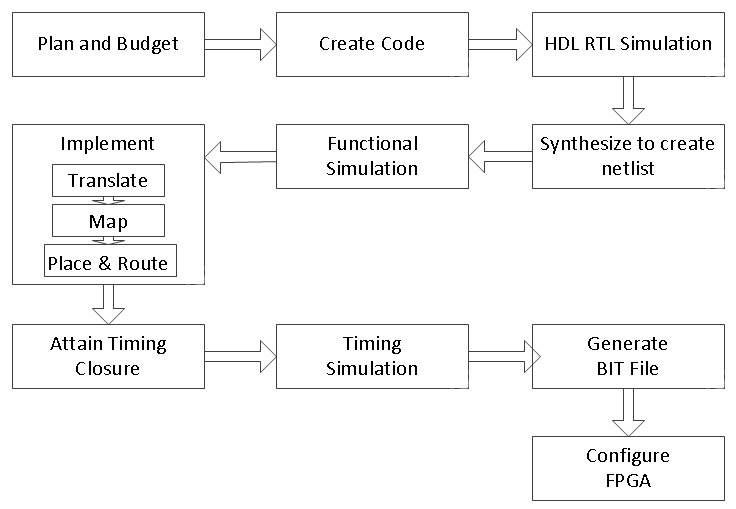 Plan and Budget
Create Code
HDL RTL Simulation
Synthesize to create
netlist
Functional
Simulation
Implement
Translate
Map
Place & Route
Attain Timing
Closure
Timing
Simulation
Generate
BIT File
Configure
FPGA